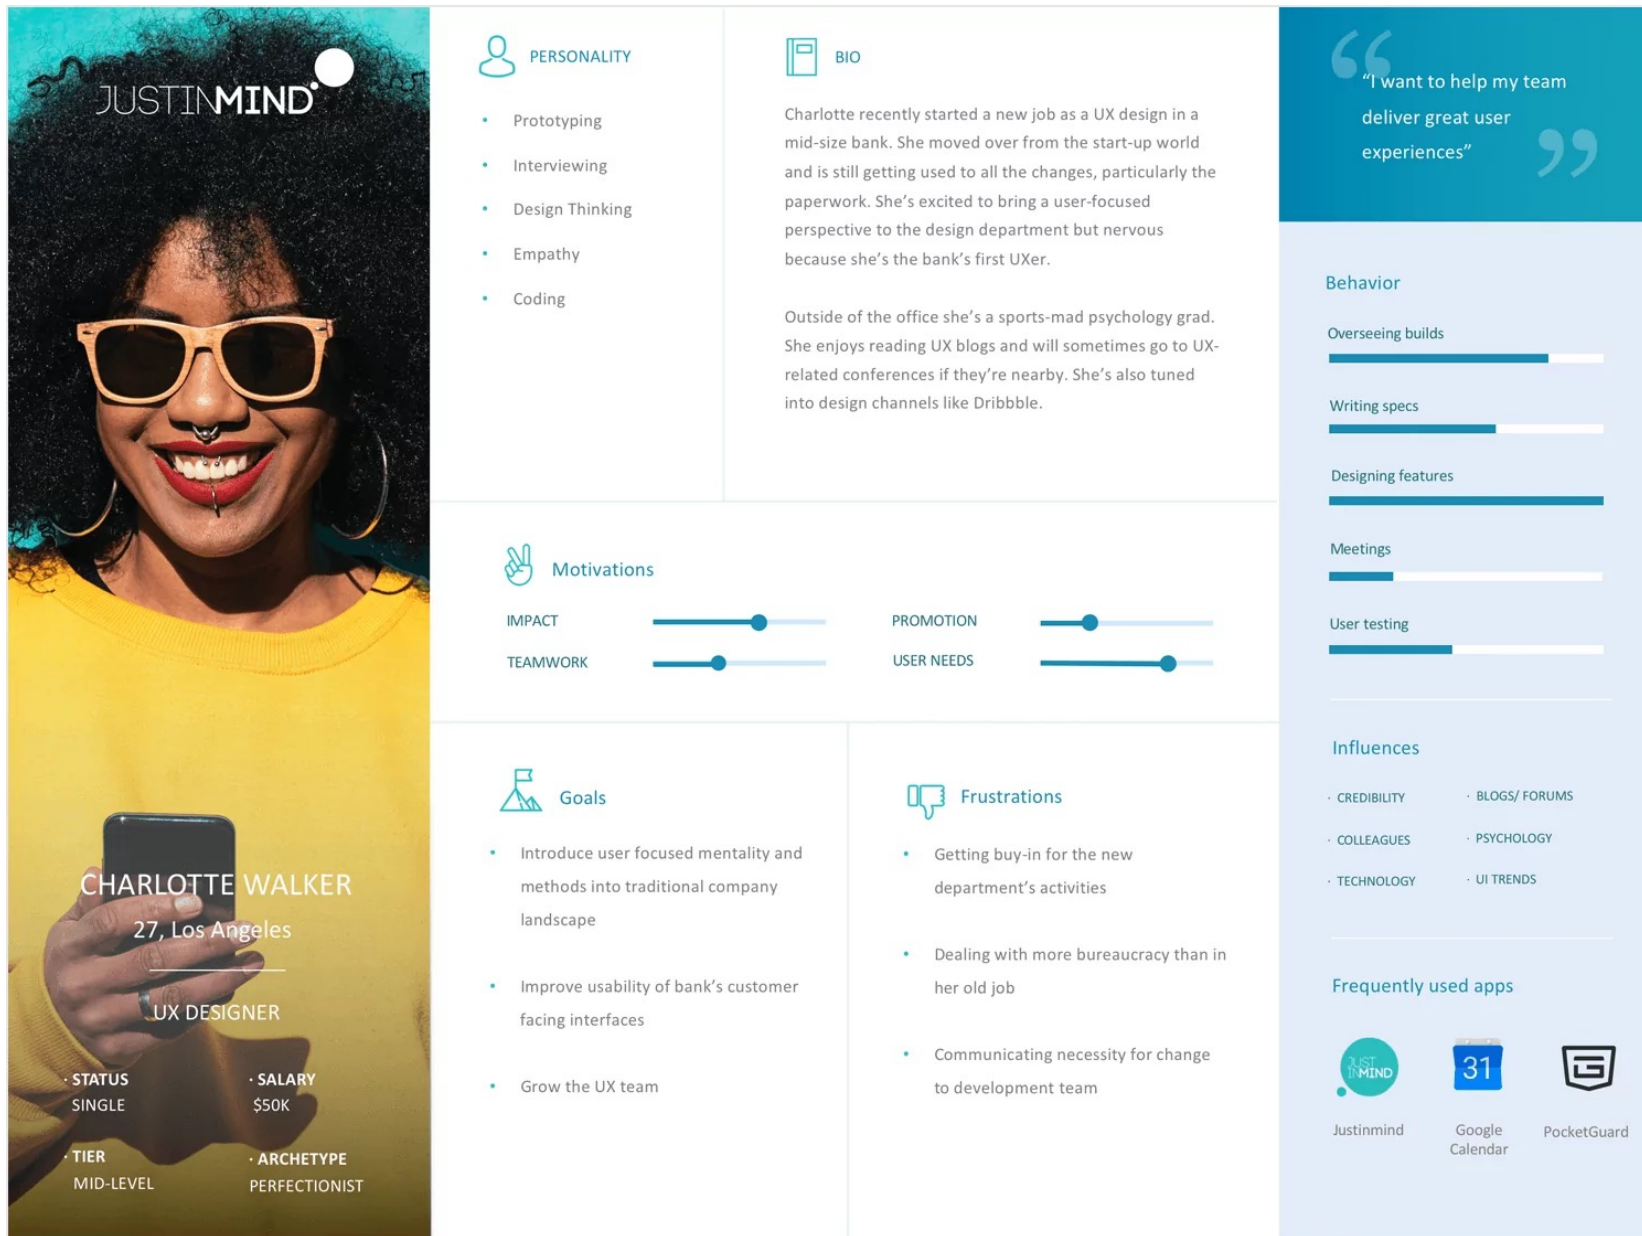 JUSTINMIND
CHARLOTTE WALKER
27, Los Angeles
UX DESIGNER
· STATUS
SINGLE
· SALARY
$50K
· TIER
MID-LEVEL
· ARCHETYPE
PERFECTIONIST
PERSONALITY
• Prototyping
• Interviewing
• Design Thinking
• Empathy
• Coding
BIO
Charlotte recently started a new job as a UX design in a
mid-size bank. She moved over from the start-up world
and is still getting used to all the changes, particularly the
paperwork. She’s excited to bring a user-focused
perspective to the design department but nervous
because she’s the bank’s first UXer.
Outside of the office she’s a sports-mad psychology grad.
She enjoys reading UX blogs and will sometimes go to UX-
related conferences if they’re nearby. She’s also tuned
into design channels like Dribbble.
Motivations
IMPACT
TEAMWORK
PROMOTION
USER NEEDS
Goals
• Introduce user focused mentality and
methods into traditional company
landscape
• Improve usability of bank’s customer
facing interfaces
• Grow the UX team
Frustrations
• Getting buy-in for the new
department’s activities
• Dealing with more bureaucracy than in
her old job
• Communicating necessity for change
to development team
“I want to help my team
deliver great user
experiences”
Behavior
Overseeing builds
Writing specs
Designing features
Meetings
User testing
Influences
· CREDIBILITY
· COLLEAGUES
· TECHNOLOGY
· BLOGS/ FORUMS
· PSYCHOLOGY
· UI TRENDS
Frequently used apps
JUST
INMIND
Justinmind
31
Google
Calendar
PocketGuard